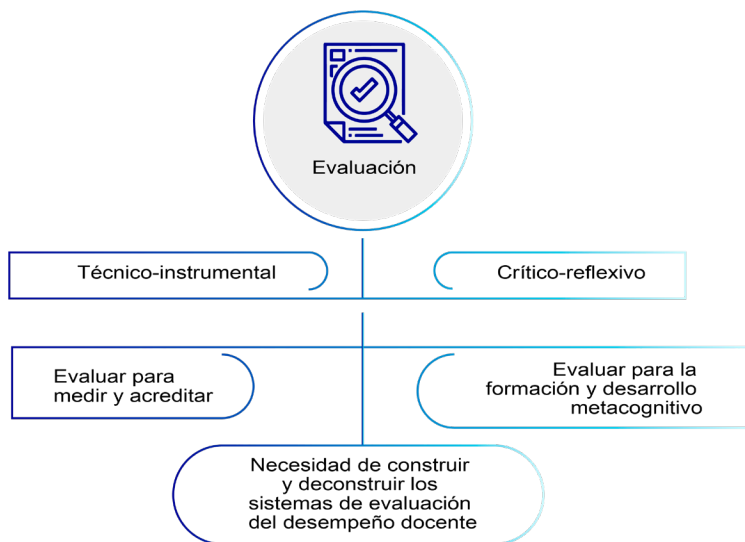 Evaluación
Técnico-instrumental
Crítico-reflexivo
Evaluar para
medir y acreditar
Evaluar para la
formación y desarrollo
metacognitivo
Necesidad de construir
y deconstruir los
sistemas de evaluación
del desempeño docente